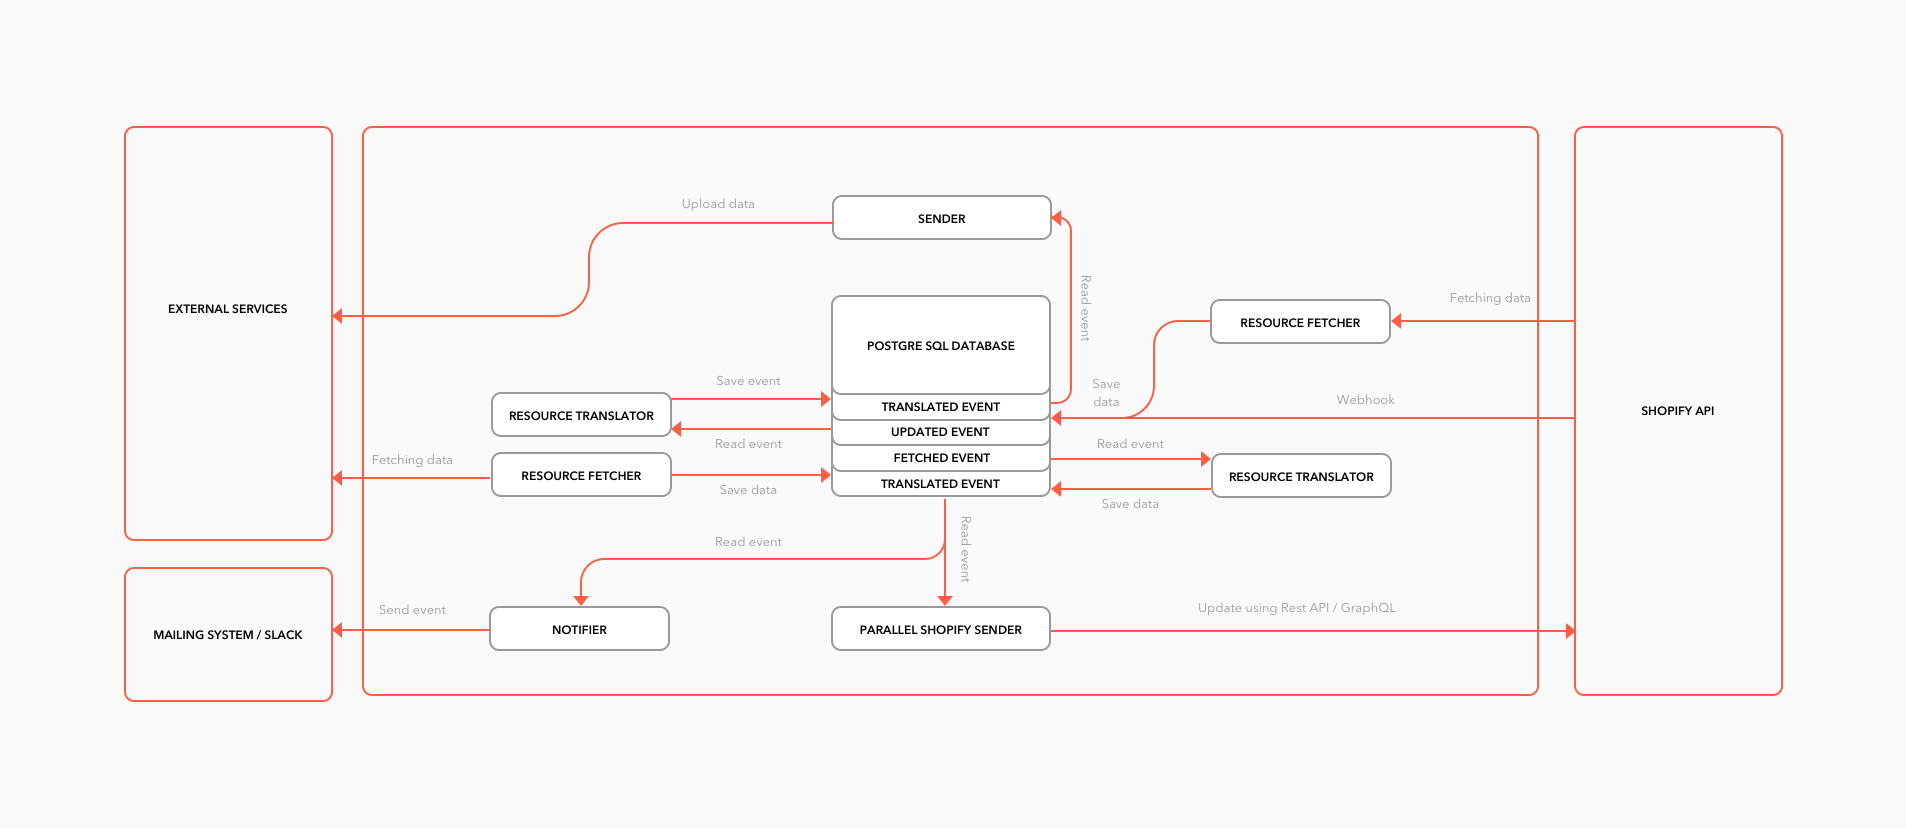 Upload data
SENDER
EXTERNAL SERVICES
Read event
Fetching data
RESOURCE FETCHER
POSTGRE SQL DATABASE
Save event
Save
data
Webhook
RESOURCE TRANSLATOR
TRANSLATED EVENT
SHOPIFY API
UPDATED EVENT
Read event
Read event
Fetching data
FETCHED EVENT
RESOURCE FETCHER
RESOURCE TRANSLATOR
TRANSLATED EVENT
Save data
Save data
Read event
Read event
Send event
Update using Rest API / GraphQL
MAILING SYSTEM / SLACK
NOTIFIER
PARALLEL SHOPIFY SENDER